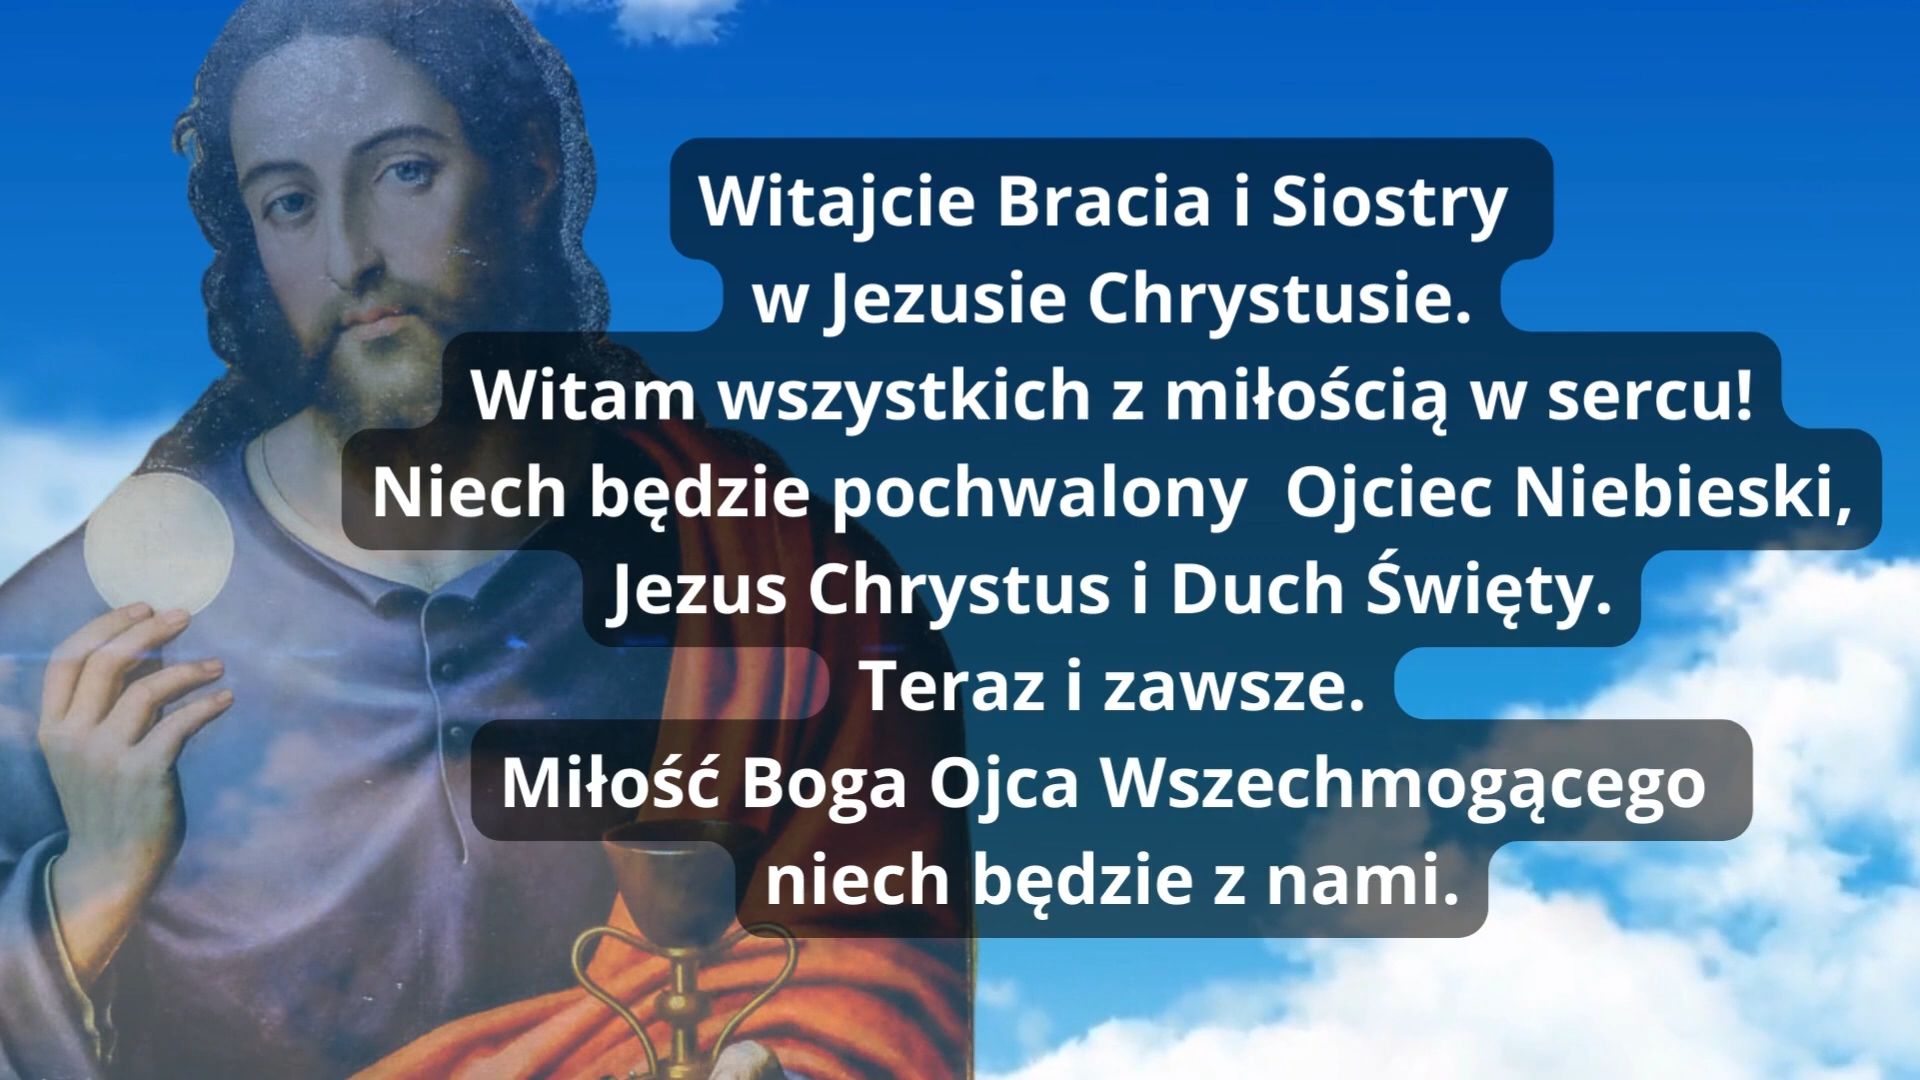 Witajcie Bracia i Siostry
w Jezusie Chrystusie.
Witam wszystkich z miłością w sercu!
Niech będzie pochwalony  Ojciec Niebieski,
Jezus Chrystus i Duch Święty.
Teraz i zawsze.
Miłość Boga Ojca Wszechmogącego
niech będzie z nami.